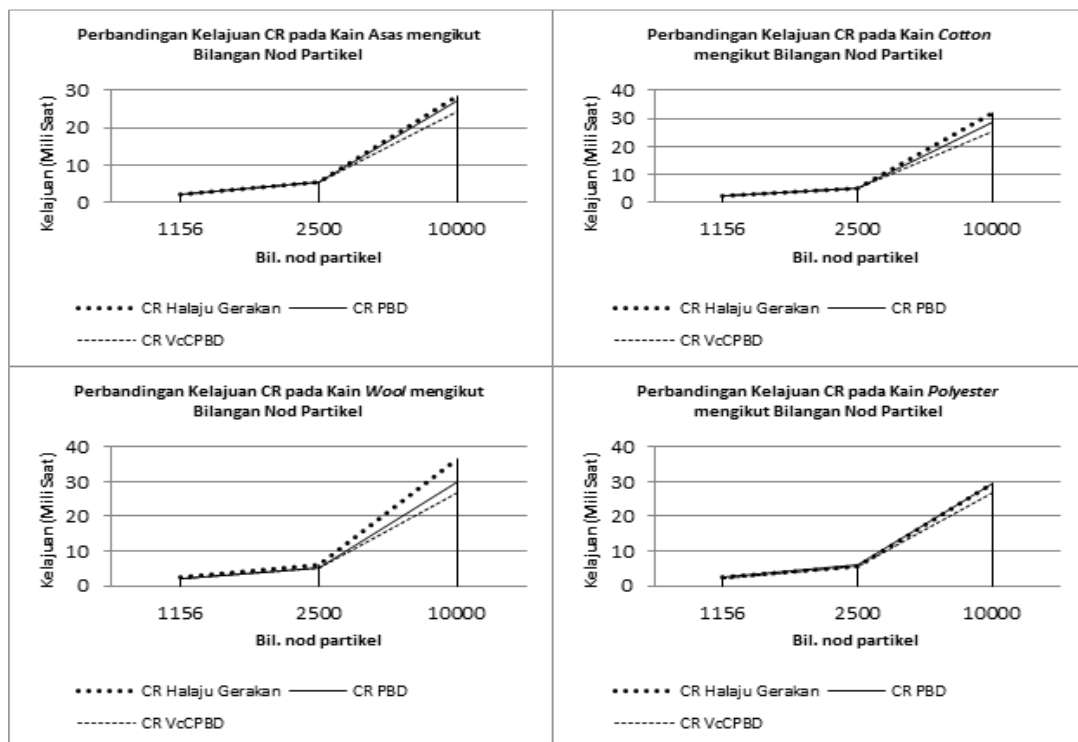 Perbandingan Kelajuan CR pada Kain Asas mengikut
Bilangan Nod Partikel
Kelajuan (Mili Saat)
30
20
10
0
1156 2500 10000
Bil. nod partikel
CR Halaju Gerakan CR PBD
CR VcCPBD
Perbandingan Kelajuan CR pada Kain Cotton
mengikut Bilangan Nod Partikel
Kelajuan (Mili Saat)
40
30
20
10
0
1156 2500 10000
Bil. nod partikel
CR Halaju Gerakan CR PBD
CR VcCPBD
Perbandingan Kelajuan CR pada Kain Wool mengikut
Bilangan Nod Partikel
Kelajuan (Mili Saat)
40
30
20
10
0
1156 2500 10000
Bil. nod partikel
CR Halaju Gerakan CR PBD
CR VcCPBD
Perbandingan Kelajuan CR pada Kain Polyester
mengikut Bilangan Nod Partikel
Kelajuan (Mili Saat)
40
30
20
10
0
1156 2500 10000
Bil. nod partikel
CR Halaju Gerakan CR PBD
CR VcCPBD